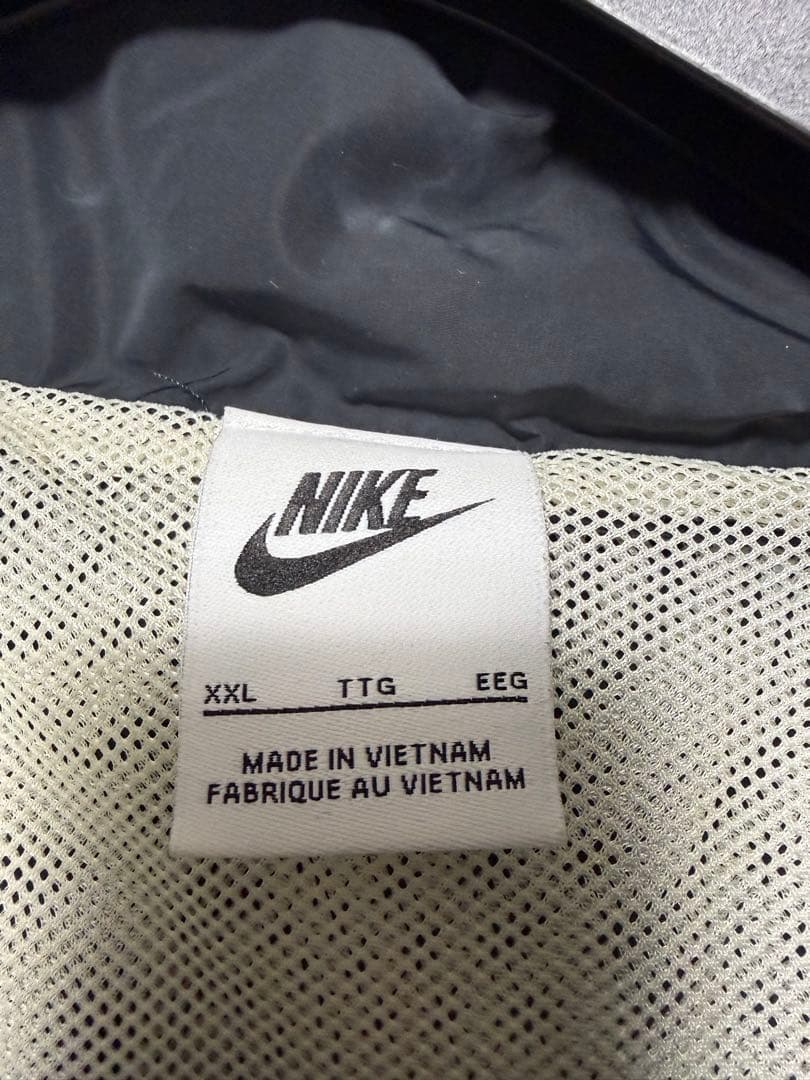 NIKE
XXL TTG EEG
MADE IN VIETNAM
FABRIQUE AU VIETNAM